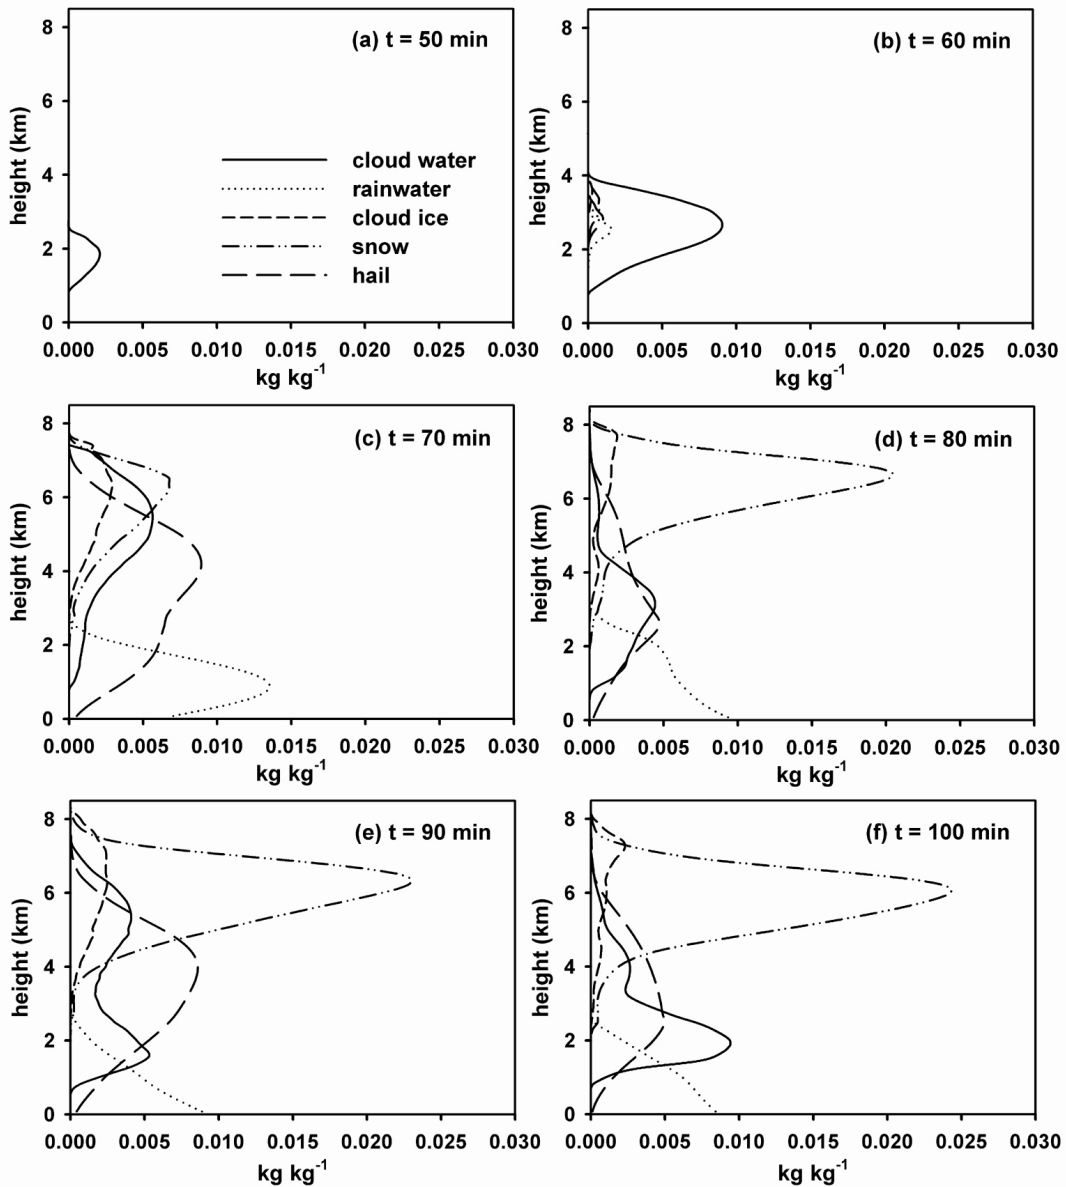 (a) t = 50 min
8
6
4
2
0
height (km)
cloud water
rainwater
cloud ice
snow
hail
0.000 0.005 0.010 0.015 0.020 0.025 0.030
kg kg-1
(b) t = 60 min
8
6
4
2
0
height (km)
0.000 0.005 0.010 0.015 0.020 0.025 0.030
kg kg-1
(c) t = 70 min
8
6
4
2
0
height (km)
0.000 0.005 0.010 0.015 0.020 0.025 0.030
kg kg-1
(d) t = 80 min
8
6
4
2
0
height (km)
0.000 0.005 0.010 0.015 0.020 0.025 0.030
kg kg-1
(e) t = 90 min
8
6
4
2
0
height (km)
0.000 0.005 0.010 0.015 0.020 0.025 0.030
kg kg-1
(f) t = 100 min
8
6
4
2
0
height (km)
0.000 0.005 0.010 0.015 0.020 0.025 0.030
kg kg-1